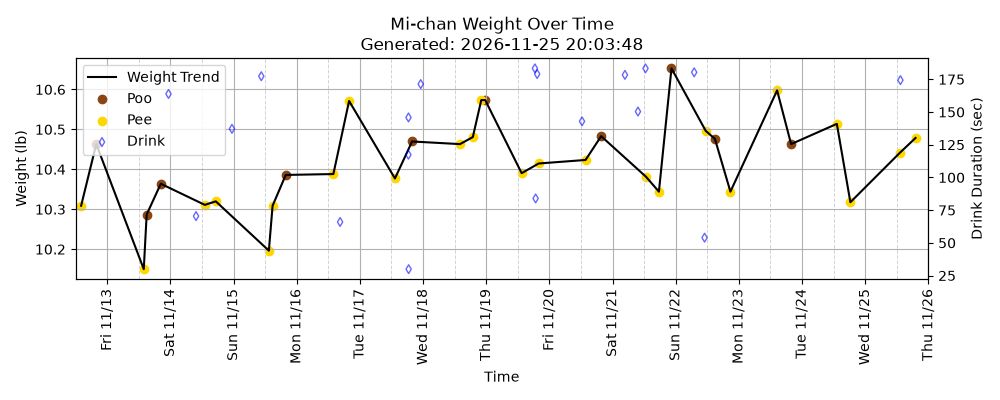 Mi-chan Weight Over Time
Generated: 2026-11-25 20:03:48
Weight Trend
Poo
Pee
Drink
10.6
10.5
10.4
10.3
10.2
Weight (lb)
175
150
125
100
75
50
25
Drink Duration (sec)
Fri 11/13
Sat 11/14
Sun 11/15
Mon 11/16
Tue 11/17
Wed 11/18
Thu 11/19
Fri 11/20
Sat 11/21
Sun 11/22
Mon 11/23
Tue 11/24
Wed 11/25
Thu 11/26
Time